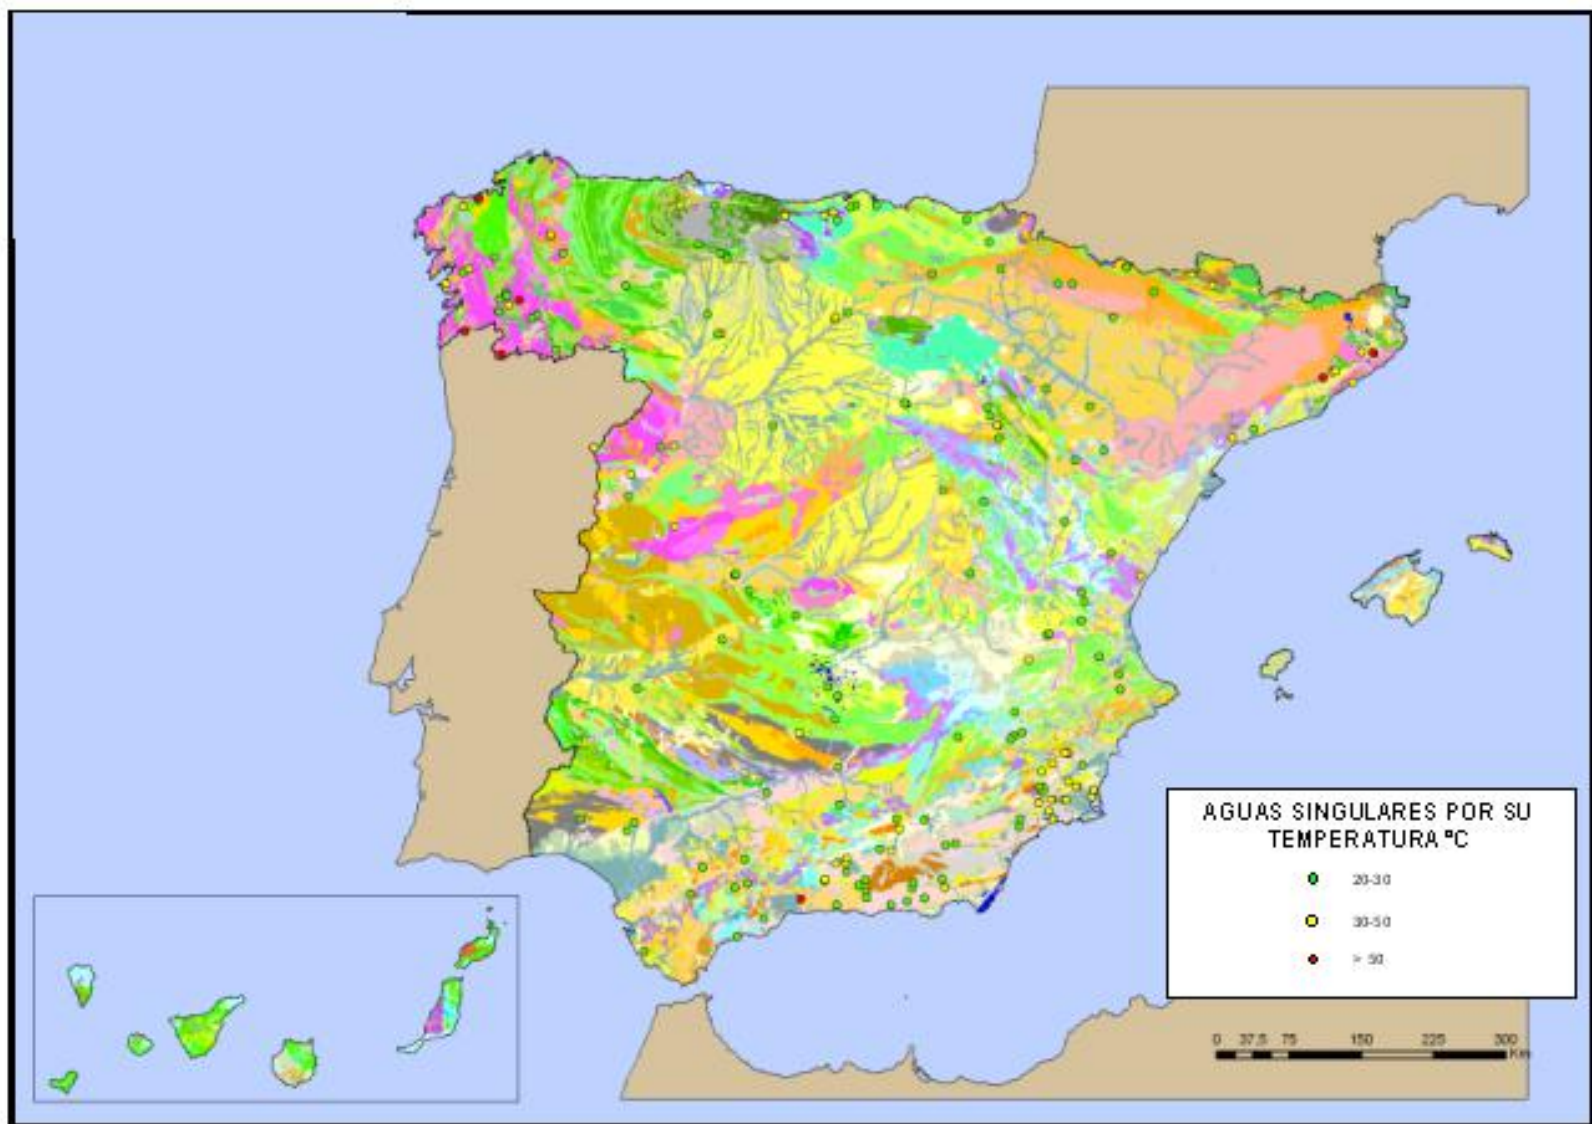 AGUAS SINGULARES POR SU
TEMPERATURA ºC
20-30
30-50
> 50
0 37,5 75 150 225 300
Km